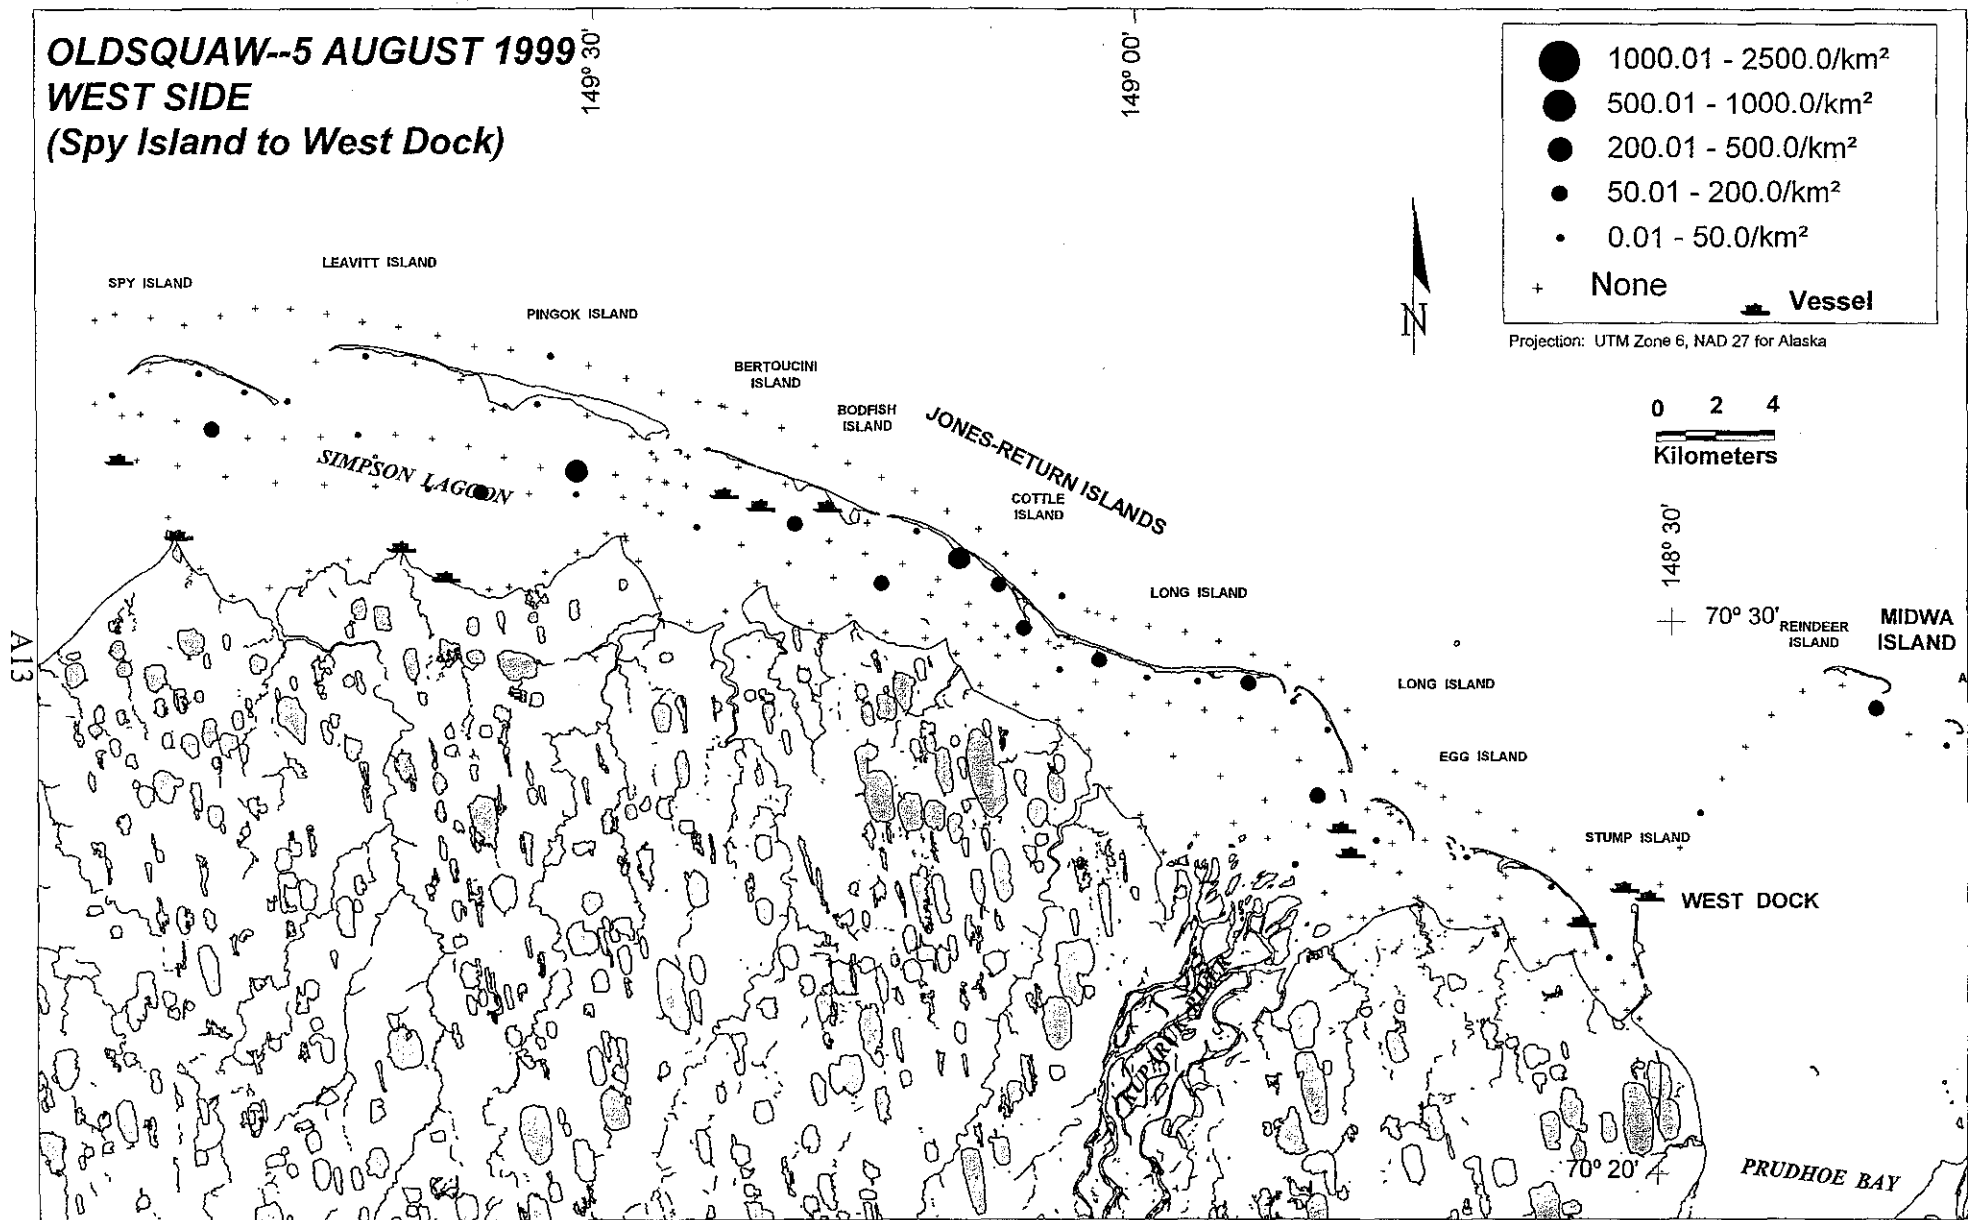 OLDSQUAW--5 AUGUST 1999
WEST SIDE
(Spy Island to West Dock)
149° 30'
149° 00'
1000.01 - 2500.0/km²
500.01 - 1000.0/km²
200.01 - 500.0/km²
50.01 - 200.0/km²
0.01 - 50.0/km²
None
Vessel
Projection: UTM Zone 6, NAD 27 for Alaska
N
0 2 4
Kilometers
SPY ISLAND
LEAVITT ISLAND
PINGOK ISLAND
BERTOUCINI
ISLAND
BODFISH
ISLAND
JONES-RETURN ISLANDS
COTTLE
ISLAND
SIMPSON LAGOON
LONG ISLAND
148° 30'
70° 30'
REINDEER
ISLAND
MIDWA
ISLAND
A
LONG ISLAND
EGG ISLAND
STUMP ISLAND
WEST DOCK
KUPARUK RIVER
70° 20'
PRUDHOE BAY
A13